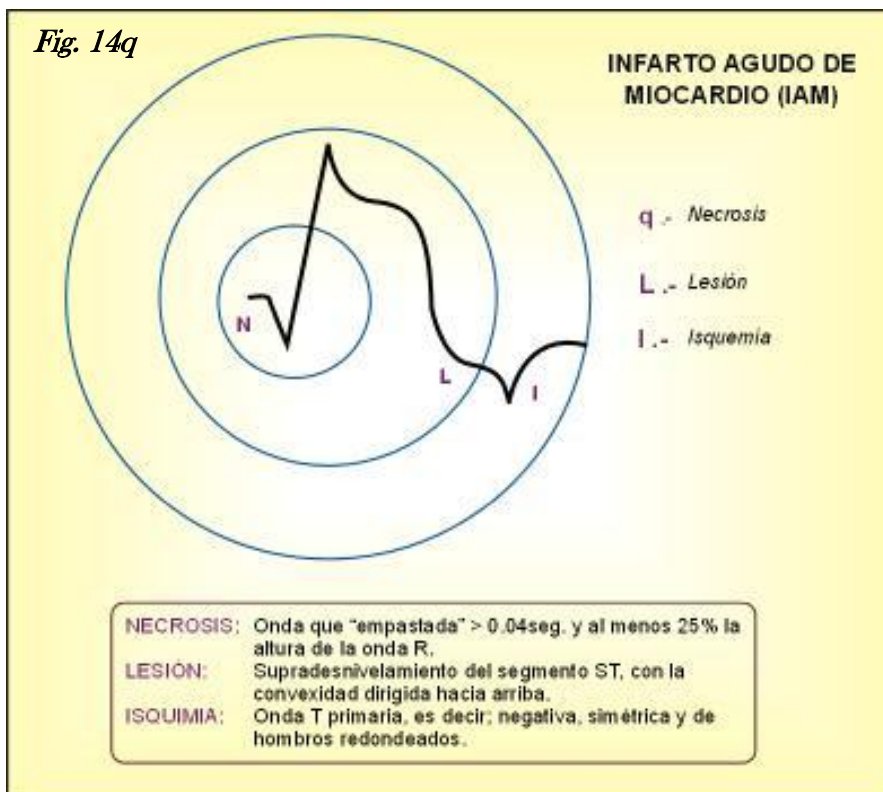 Fig. 14q
INFARTO AGUDO DE
MIOCARDIO (IAM)
q.- Necrosis
L.- Lesión
I.- Isquemia
N
L
I
NECROSIS: Onda que "empastada" > 0.04seg. y al menos 25% la
altura de la onda R.
LESIÓN: Supradesnivelamiento del segmento ST, con la
convexidad dirigida hacia arriba.
ISQUIMIA: Onda T primaria, es decir; negativa, simétrica y de
hombros redondeados.